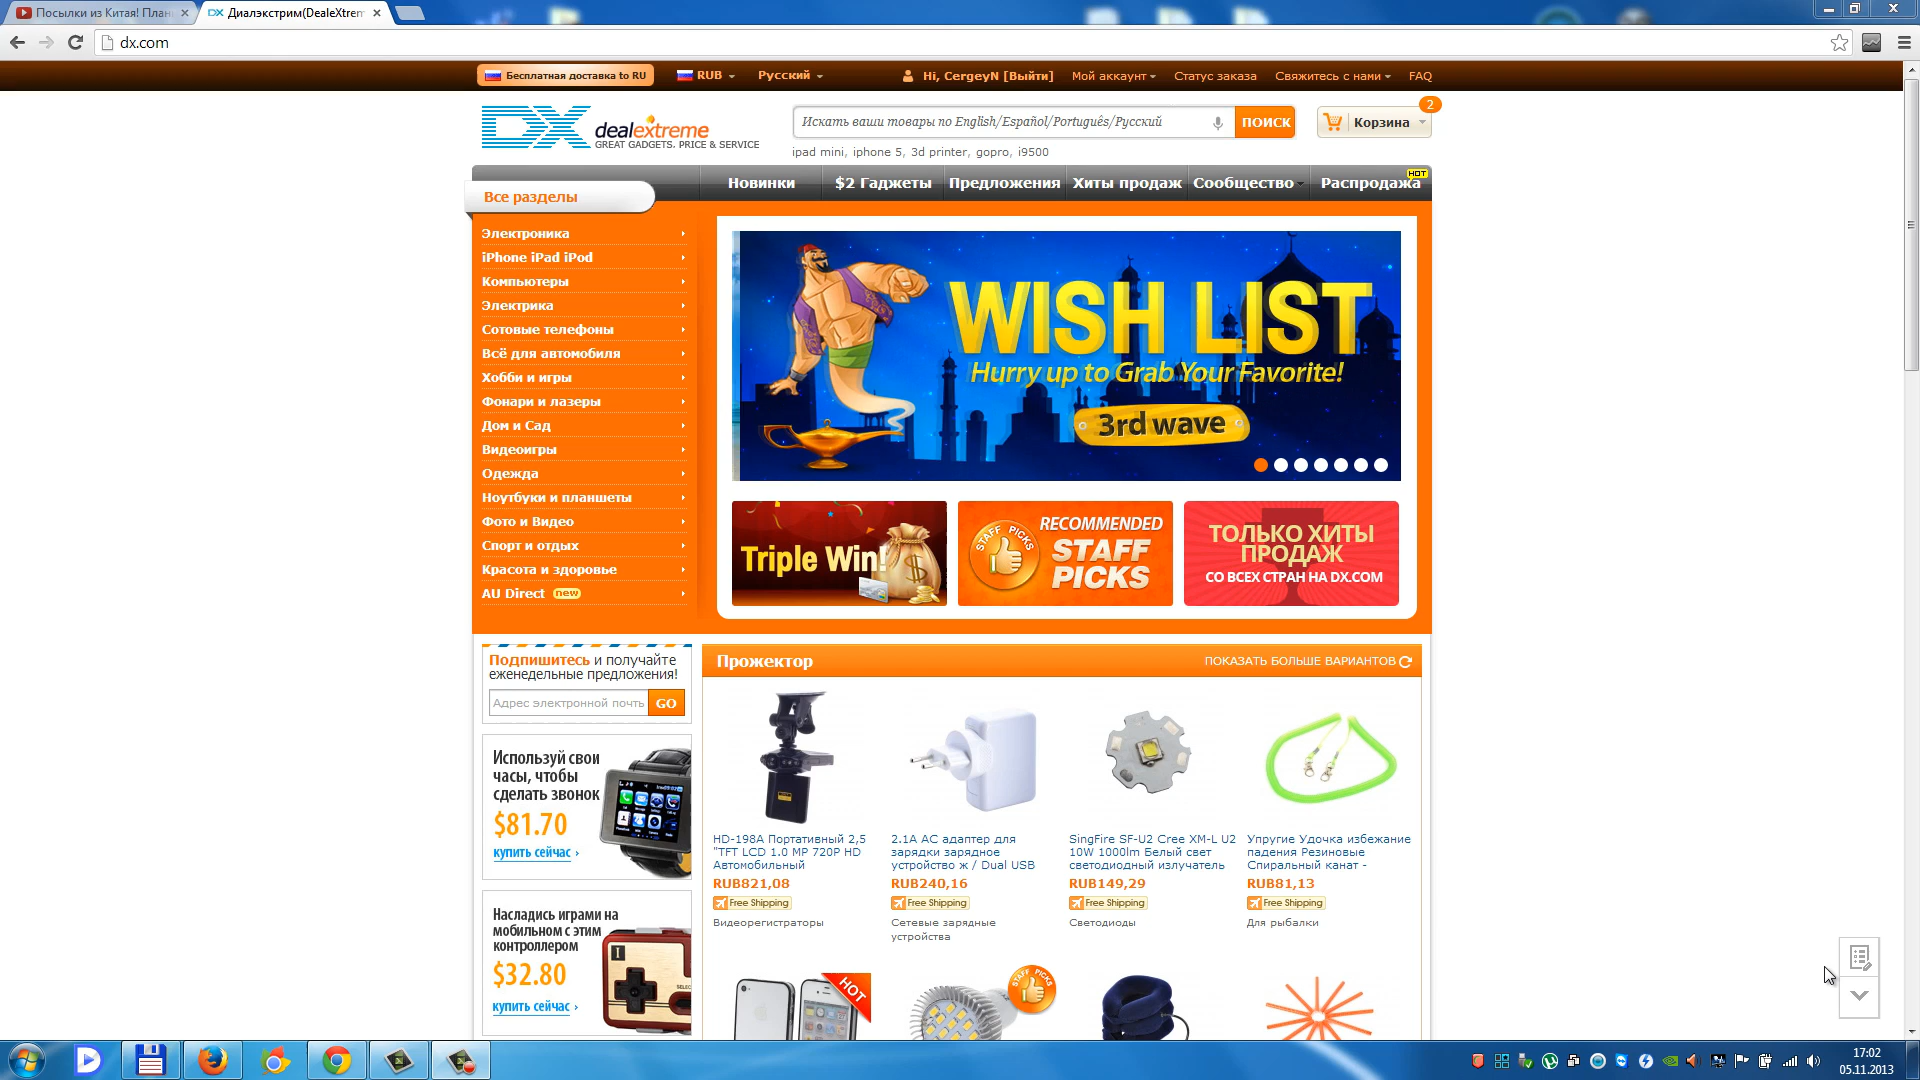 Посылки из Китая! План
Диалэкстрим(DealeXtrem
dx.com
Бесплатная доставка to RU
RUB
Русский
Hi, CergeyN [Выйти]
Мой аккаунт
Статус заказа
Свяжитесь с нами
FAQ
DX dealextreme
GREAT GADGETS. PRICE & SERVICE
Искать ваши товары по English/Español/Português/Русский
ПОИСК
Корзина
2
ipad mini, iphone 5, 3d printer, gopro, i9500
Все разделы
Новинки
$2 Гаджеты
Предложения
Хиты продаж
Сообщество
Распродажа
HOT
Электроника
iPhone iPad iPod
Компьютеры
Электрика
Сотовые телефоны
Всё для автомобиля
Хобби и игры
Фонари и лазеры
Дом и Сад
Видеоигры
Одежда
Ноутбуки и планшеты
Фото и Видео
Спорт и отдых
Красота и здоровье
AU Direct new
WISH LIST
Hurry up to Grab Your Favorite!
3rd wave
Triple Win!
STAFF PICKS
RECOMMENDED
STAFF
PICKS
ТОЛЬКО ХИТЫ
ПРОДАЖ
СО ВСЕХ СТРАН НА DX.COM
Подпишитесь и получайте
еженедельные предложения!
Адрес электронной почть
GO
Используй свои
часы, чтобы
сделать звонок
$81.70
купить сейчас ›
Насладись играми на
мобильном с этим
контроллером
$32.80
купить сейчас ›
I
SELEC
Прожектор
ПОКАЗАТЬ БОЛЬШЕ ВАРИАНТОВ
HD-198A Портативный 2,5
"TFT LCD 1.0 MP 720P HD
Автомобильный
RUB821,08
Free Shipping
Видеорегистраторы
2.1A AC адаптер для
зарядки зарядное
устройство ж / Dual USB
RUB240,16
Free Shipping
Сетевые зарядные
устройства
SingFire SF-U2 Cree XM-L U2
10W 1000lm Белый свет
светодиодный излучатель
RUB149,29
Free Shipping
Светодиоды
Упругие Удочка избежание
падения Резиновые
Спиральный канат -
RUB81,13
Free Shipping
Для рыбалки
HOT
STAFF PICKS
17:02
05.11.2013